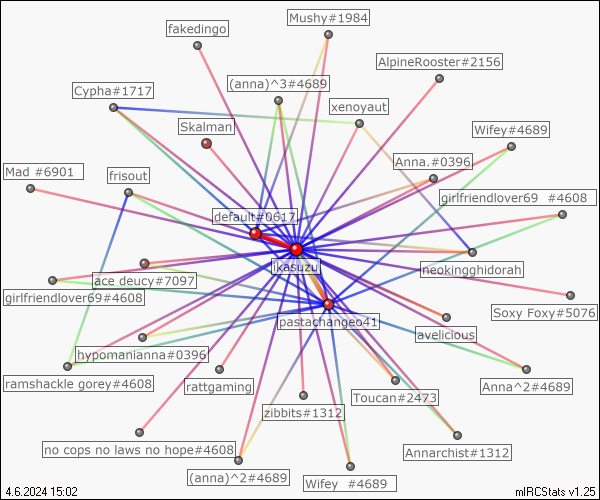 Mushy#1984
fakedingo
AlpineRooster#2156
(anna)^3#4689
Cypha#1717
xenoyaut
Skalman
Wifey#4689
Anna.#0396
Mad #6901
frisout
girlfriendlover69 #4608
default#0617
ikasuzu
neokingghidorah
ace deucy#7097
girlfriendlover69#4608
Soxy Foxy#5076
pastachangeo41
avelicious
hypomanianna#0396
ramshackle gorey#4608
rattgaming
Anna^2#4689
Toucan#2473
zibbits#1312
no cops no laws no hope#4608
Annarchist#1312
(anna)^2#4689
Wifey #4689
4.6.2024 15:02
mIRCStats v1.25